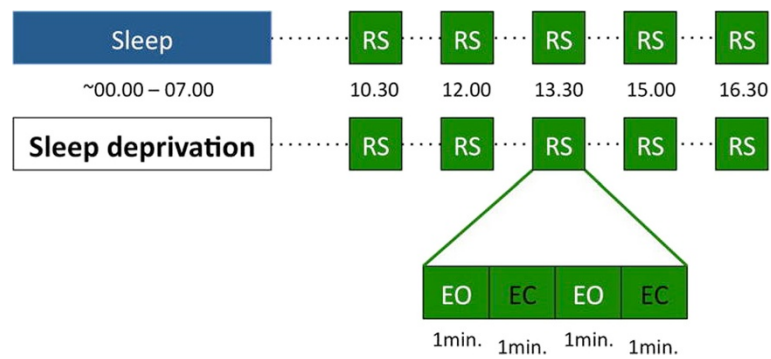 Sleep RS RS RS RS RS
~00.00 – 07.00 10.30 12.00 13.30 15.00 16.30
Sleep deprivation RS RS RS RS RS
EO EC EO EC
1min. 1min. 1min. 1min.